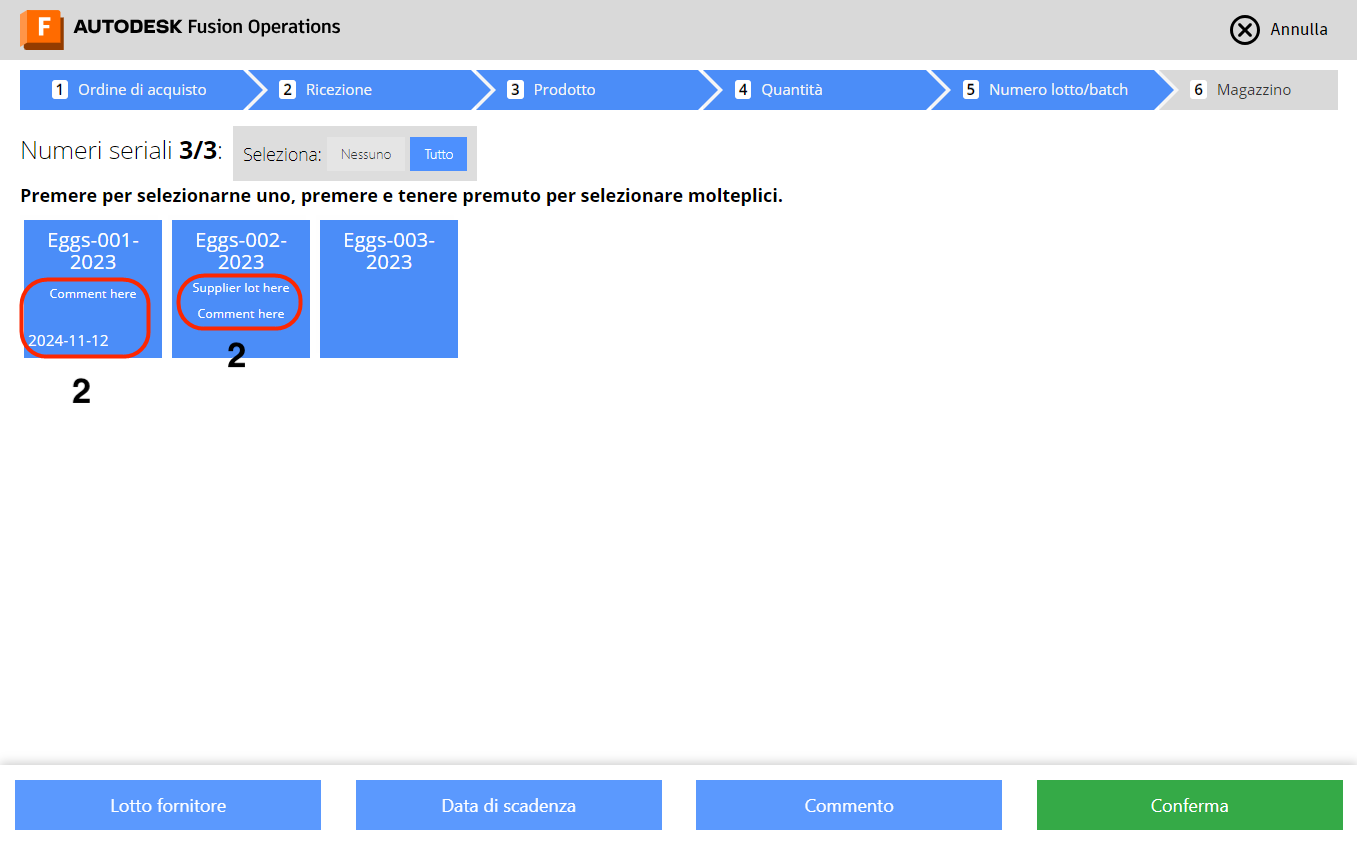 F AUTODESK Fusion Operations
Annulla
1 Ordine di acquisto 2 Ricezione 3 Prodotto 4 Quantità 5 Numero lotto/batch 6 Magazzino
Numeri seriali 3/3: Seleziona: Nessuno Tutto
Premere per selezionarne uno, premere e tenere premuto per selezionare molteplici.
Eggs-001-
2023
Comment here
2024-11-12
2
Eggs-002-
2023
Supplier lot here
Comment here
2
Eggs-003-
2023
Lotto fornitore
Data di scadenza
Commento
Conferma